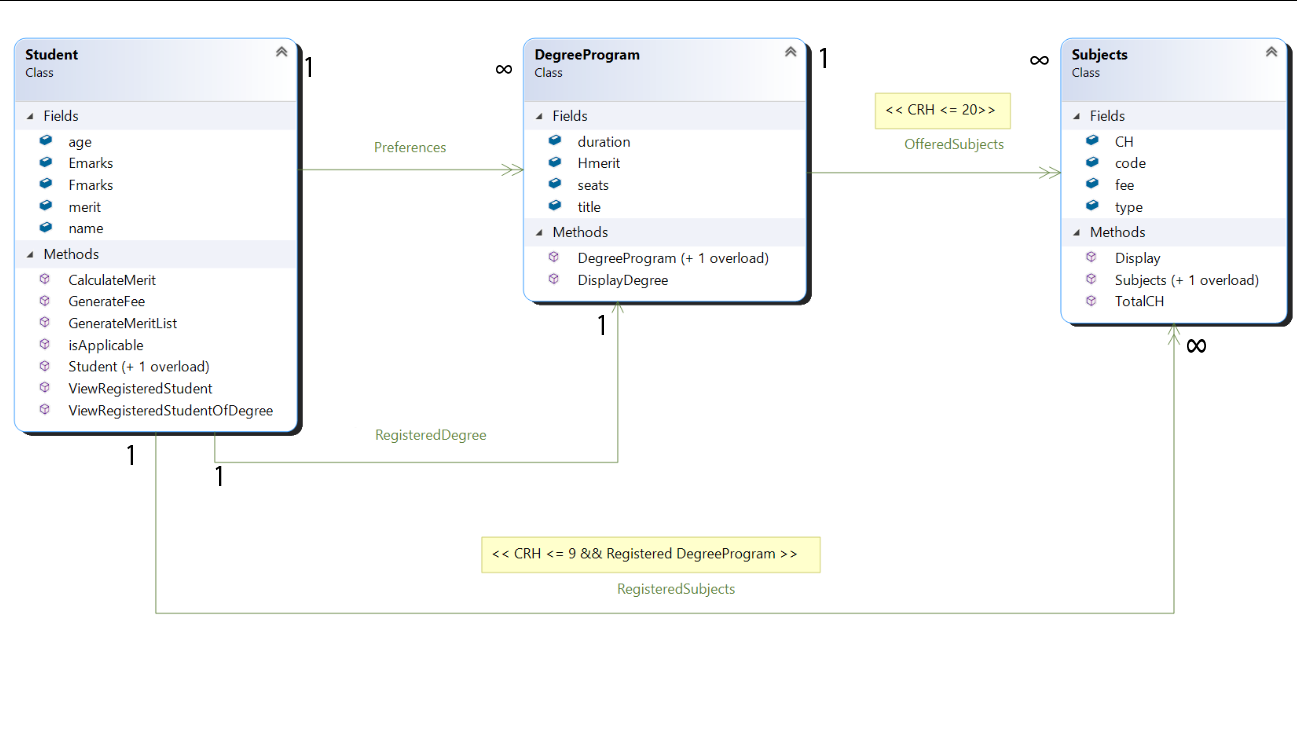 Student
Class
1
Fields
age
Emarks
Fmarks
merit
name
Methods
CalculateMerit
GenerateFee
GenerateMeritList
isApplicable
Student (+ 1 overload)
ViewRegisteredStudent
ViewRegisteredStudentOfDegree
Preferences
∞
DegreeProgram
Class
1
Fields
duration
Hmerit
seats
title
Methods
DegreeProgram (+ 1 overload)
DisplayDegree
<< CRH <= 20>>
OfferedSubjects
∞
Subjects
Class
Fields
CH
code
fee
type
Methods
Display
Subjects (+ 1 overload)
TotalCH
1
∞
1
1
RegisteredDegree
<< CRH <= 9 && Registered DegreeProgram >>
RegisteredSubjects